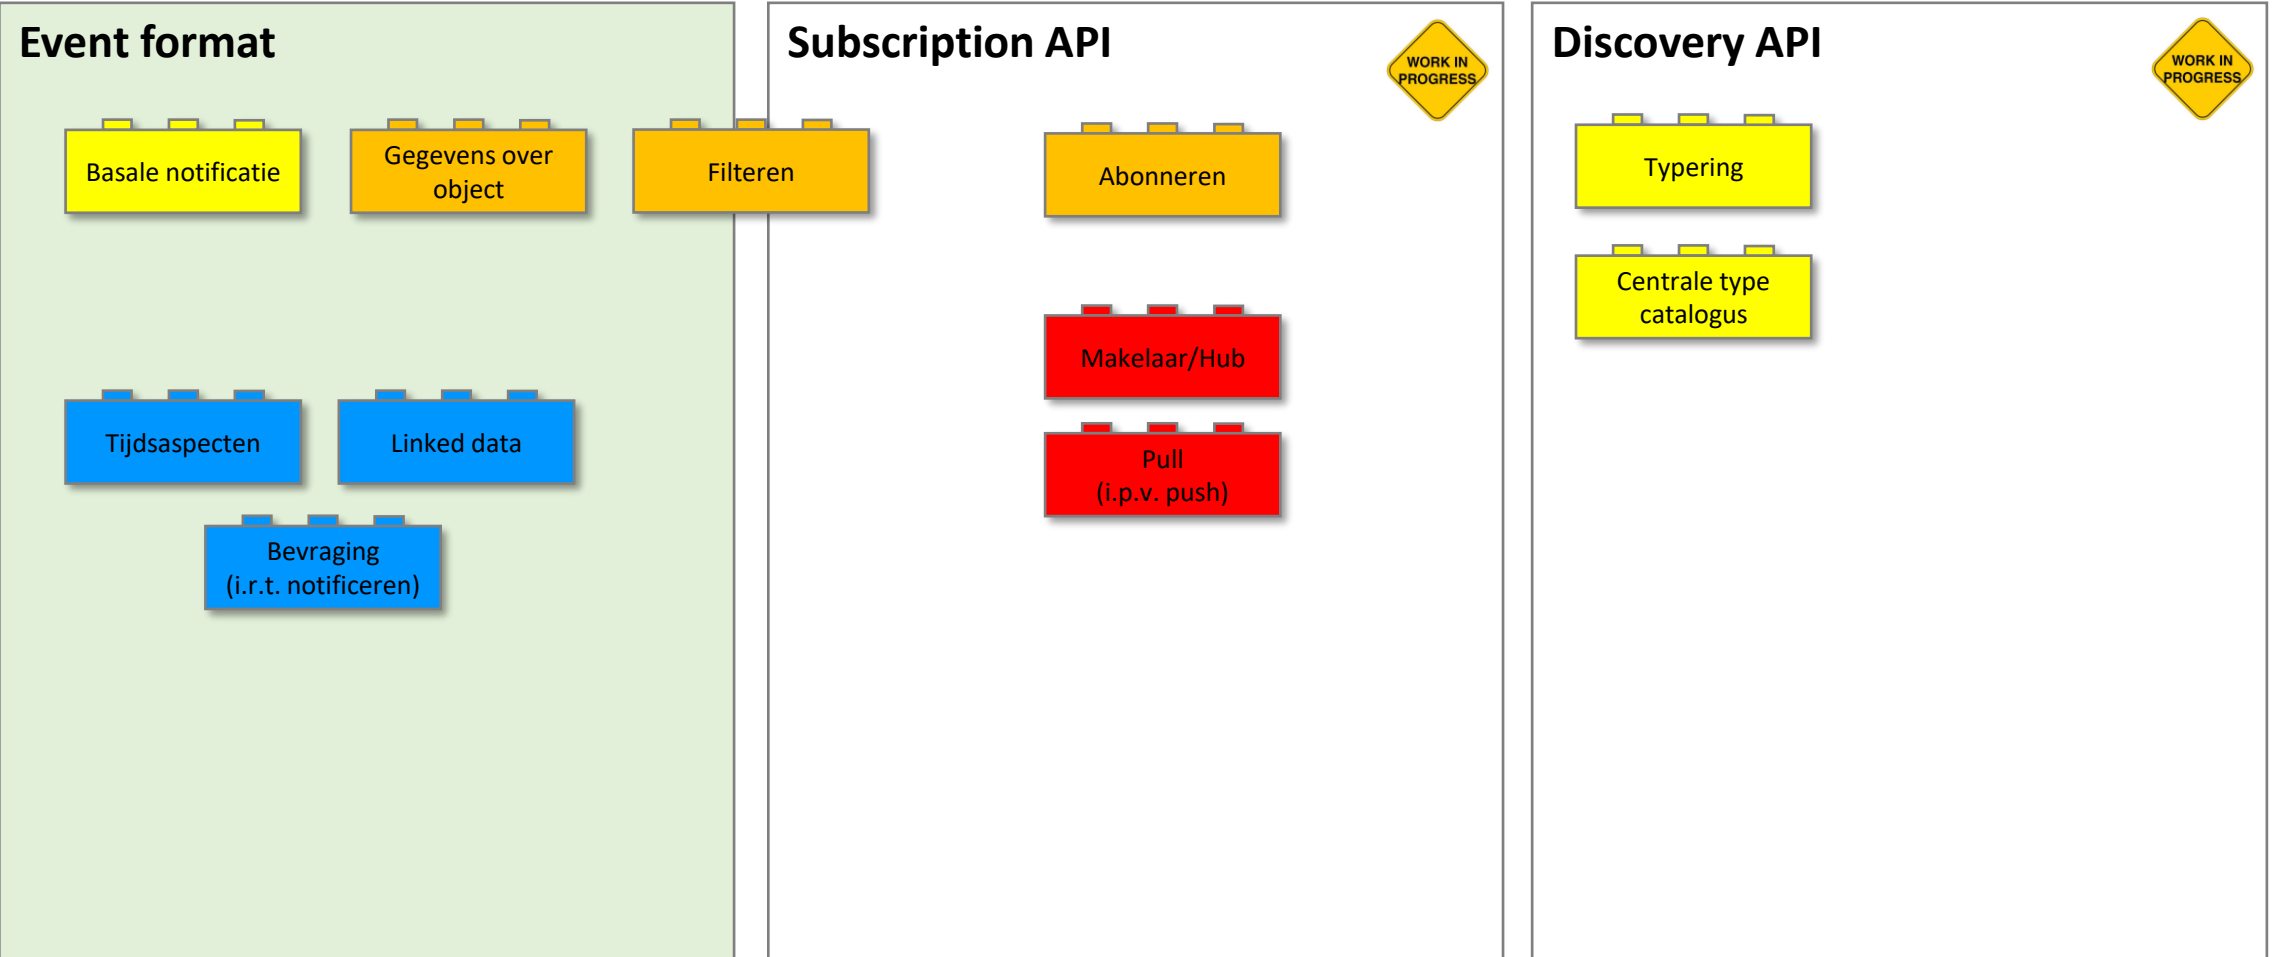 Event format
Basale notificatie
Gegevens over
object
Filteren
Tijdsaspecten
Linked data
Bevraging
(i.r.t. notificeren)
Subscription API
WORK IN
PROGRESS
Abonneren
Makelaar/Hub
Pull
(i.p.v. push)
Discovery API
WORK IN
PROGRESS
Typering
Centrale type
catalogus